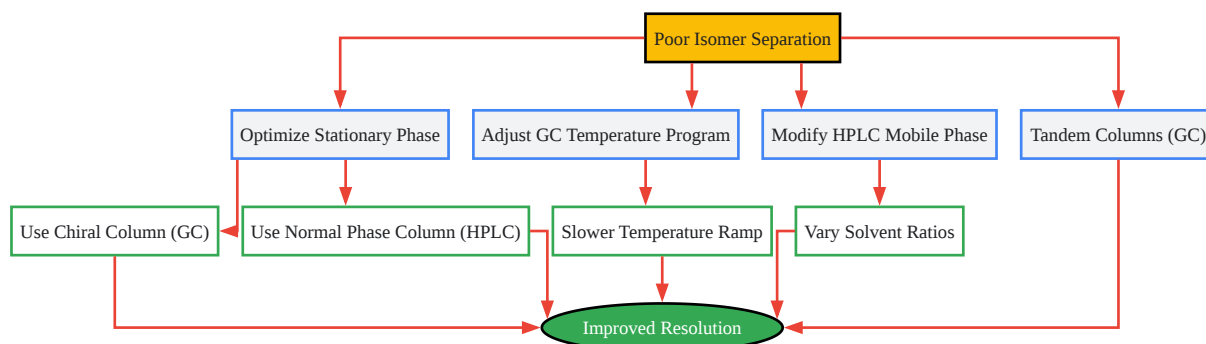 Poor Isomer Separation
Optimize Stationary Phase
Adjust GC Temperature Program
Modify HPLC Mobile Phase
Tandem Columns (GC)
Use Chiral Column (GC)
Use Normal Phase Column (HPLC)
Slower Temperature Ramp
Vary Solvent Ratios
Improved Resolution